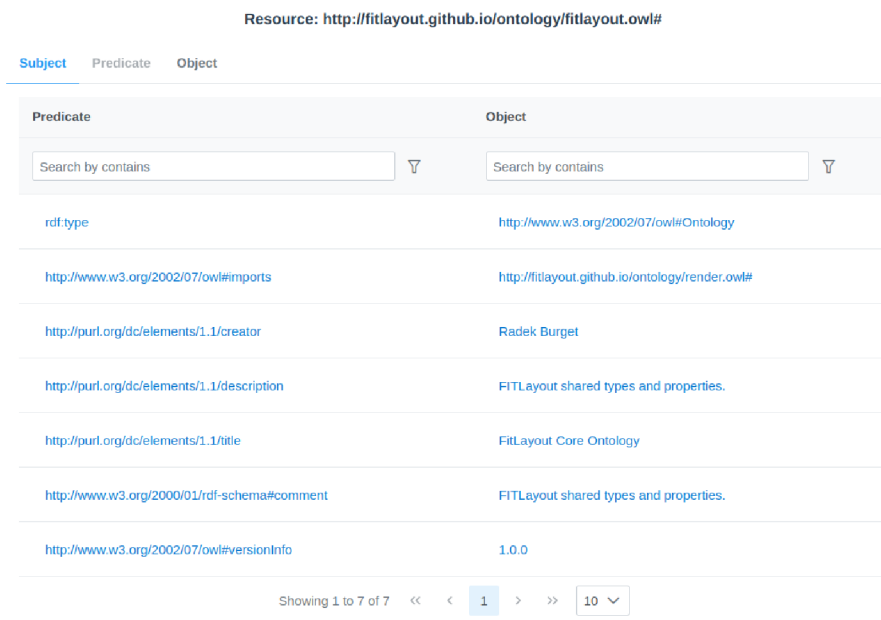 Resource: http://fitlayout.github.io/ontology/fitlayout.owl#
Subject Predicate Object
Predicate Object
Search by contains Search by contains
rdf:type http://www.w3.org/2002/07/owl#Ontology
http://www.w3.org/2002/07/owl#imports http://fitlayout.github.io/ontology/render.owl#
http://purl.org/dc/elements/1.1/creator Radek Burget
http://purl.org/dc/elements/1.1/description FITLayout shared types and properties.
http://purl.org/dc/elements/1.1/title FitLayout Core Ontology
http://www.w3.org/2000/01/rdf-schema#comment FITLayout shared types and properties.
http://www.w3.org/2002/07/owl#versionInfo 1.0.0
Showing 1 to 7 of 7 « ‹ 1 › » 10